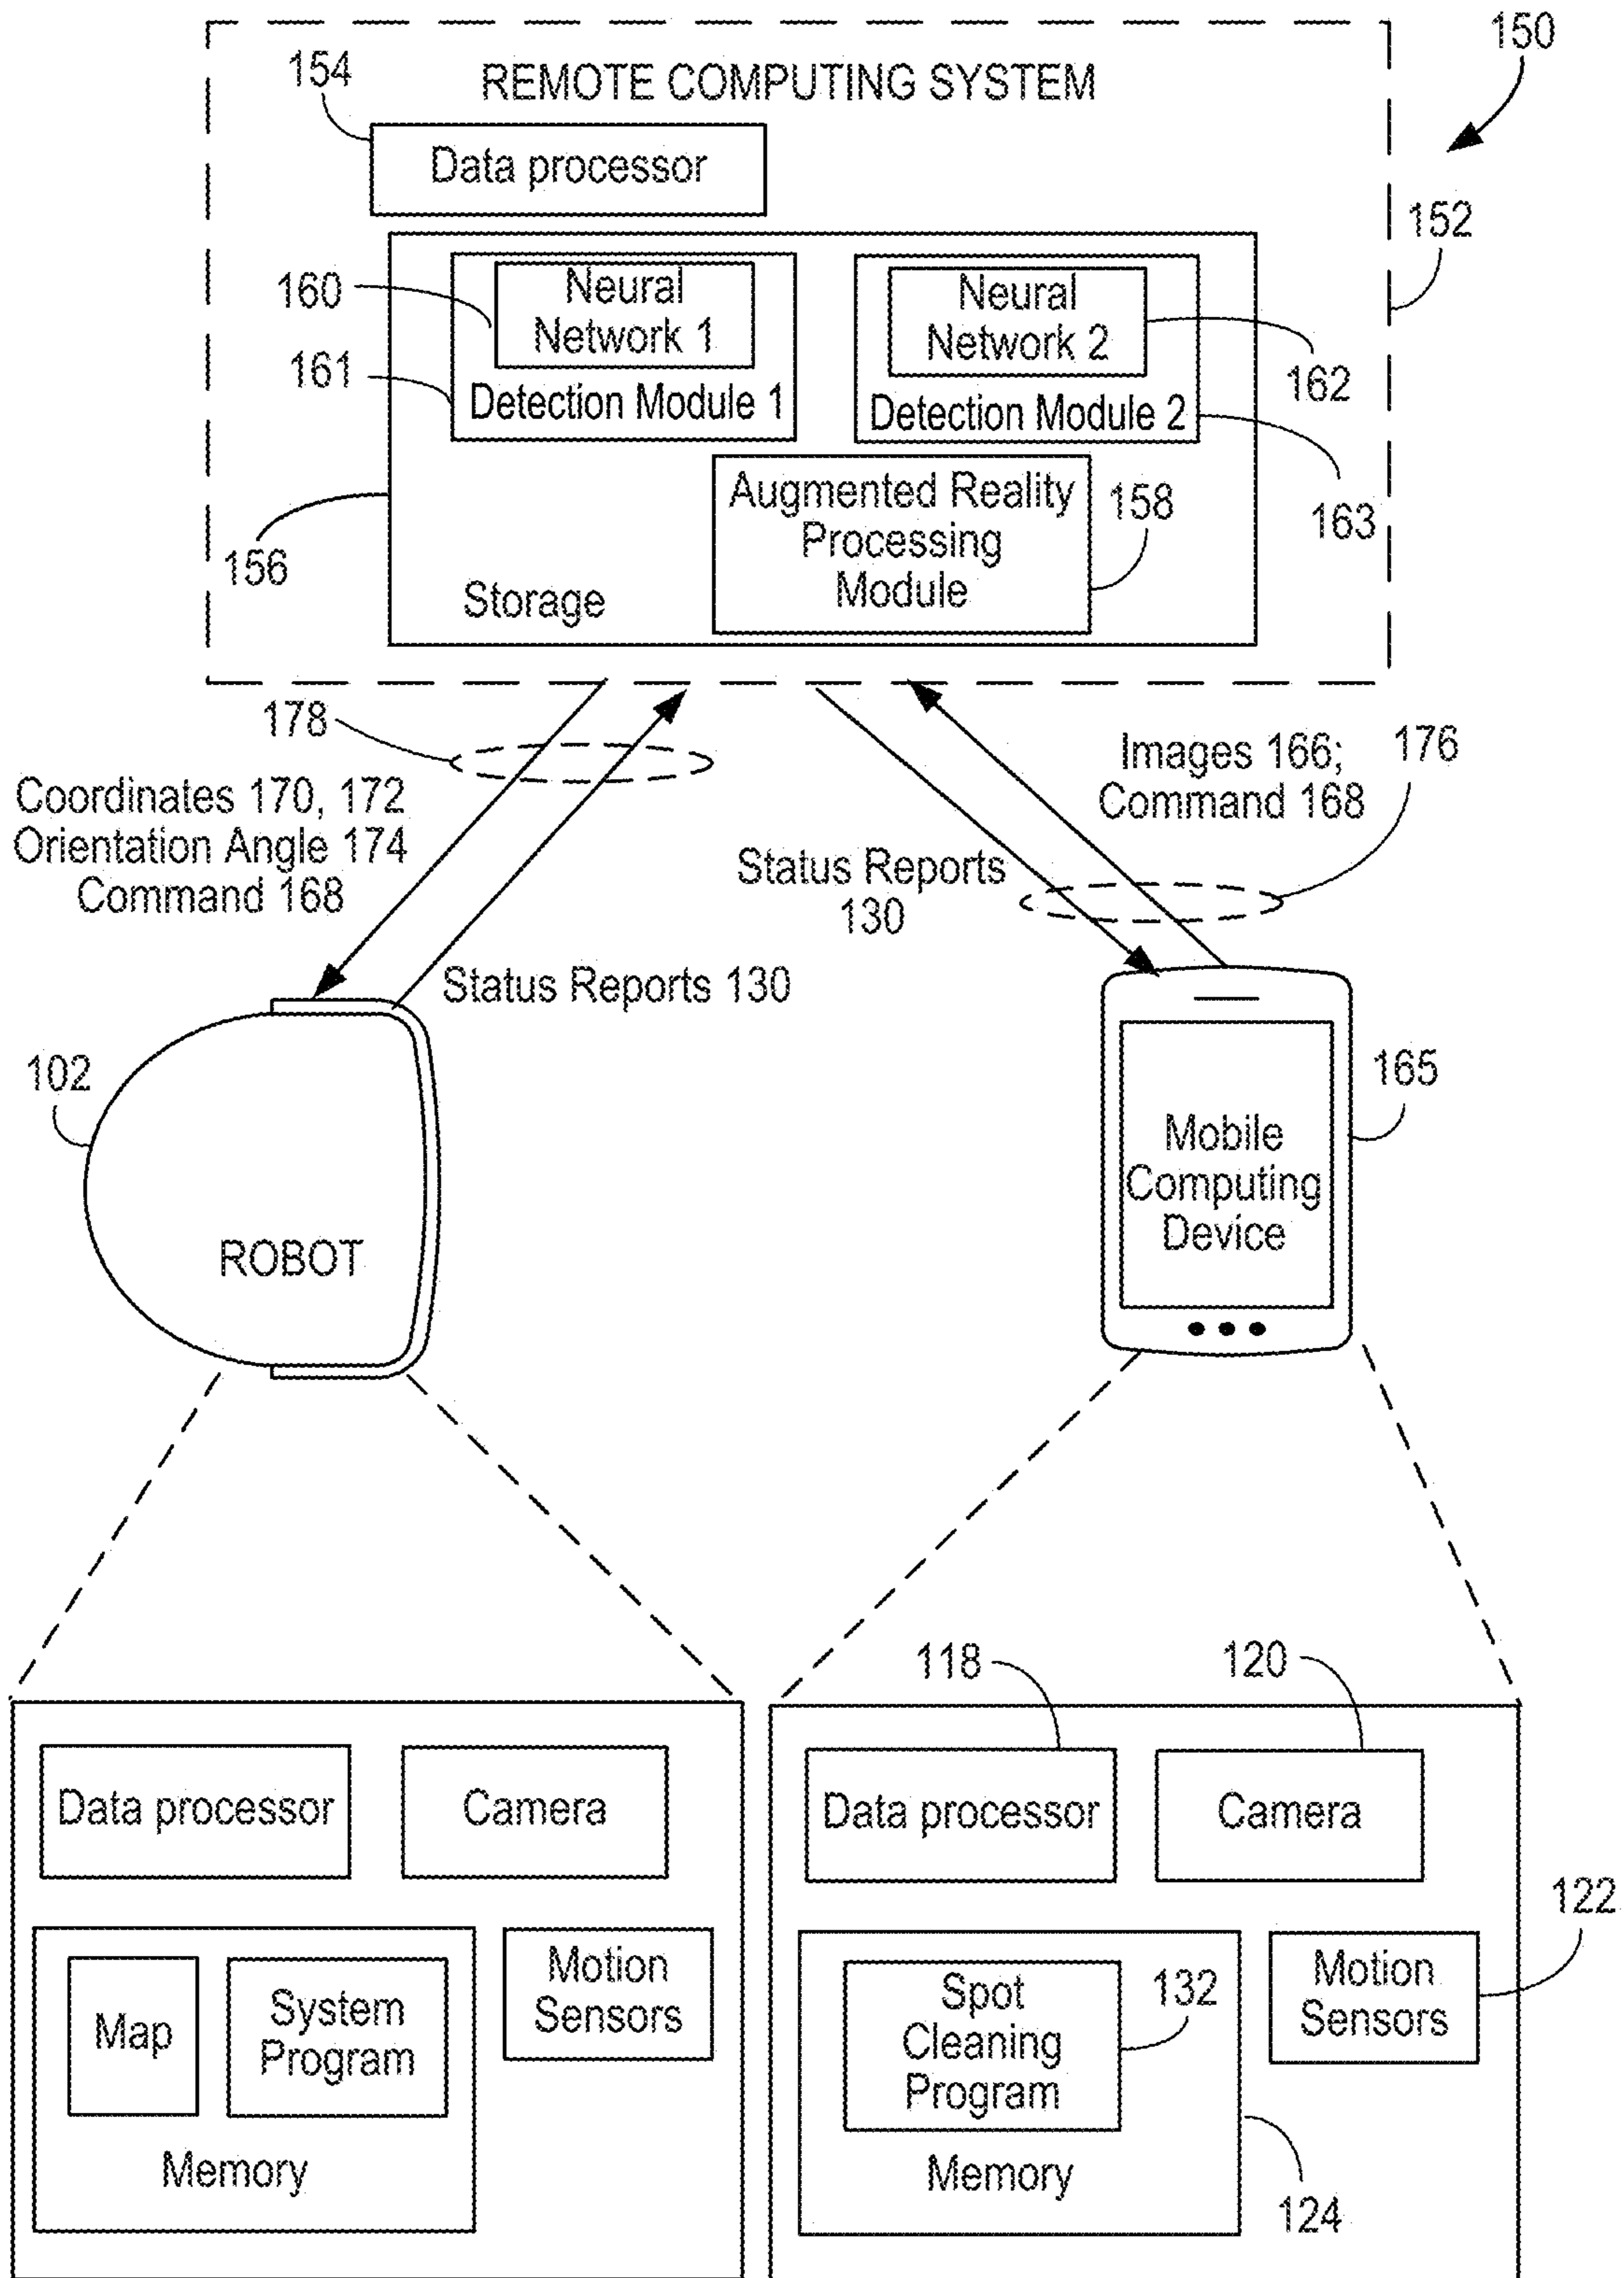 150
154
REMOTE COMPUTING SYSTEM
Data processor
152
160
Neural
Network 1
161
Detection Module 1
Neural
Network 2
162
Detection Module 2
163
Augmented Reality
Processing
Module
158
156
Storage
178
176
Coordinates 170, 172
Orientation Angle 174
Command 168
Images 166;
Command 168
Status Reports
130
Status Reports 130
102
ROBOT
165
Mobile
Computing
Device
118
120
Data processor
Camera
Data processor
Camera
122
Map
System
Program
Motion
Sensors
Memory
Spot
Cleaning
Program
132
Motion
Sensors
Memory
124